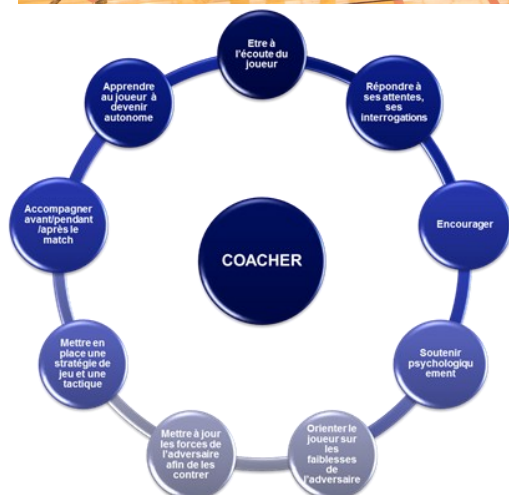 Etre à
l'écoute du
joueur
Répondre à
ses attentes,
ses
interrogations
Encourager
Soutenir
psychologiqu
ement
Orienter le
joueur sur
les
faiblesses
de
l'adversaire
Mettre à jour
les forces de
l'adversaire
afin de les
contrer
Mettre en
place une
stratégie de
jeu et une
tactique
Accompagner
avant/pendant
/après le
match
Apprendre
au joueur à
devenir
autonome
COACHER